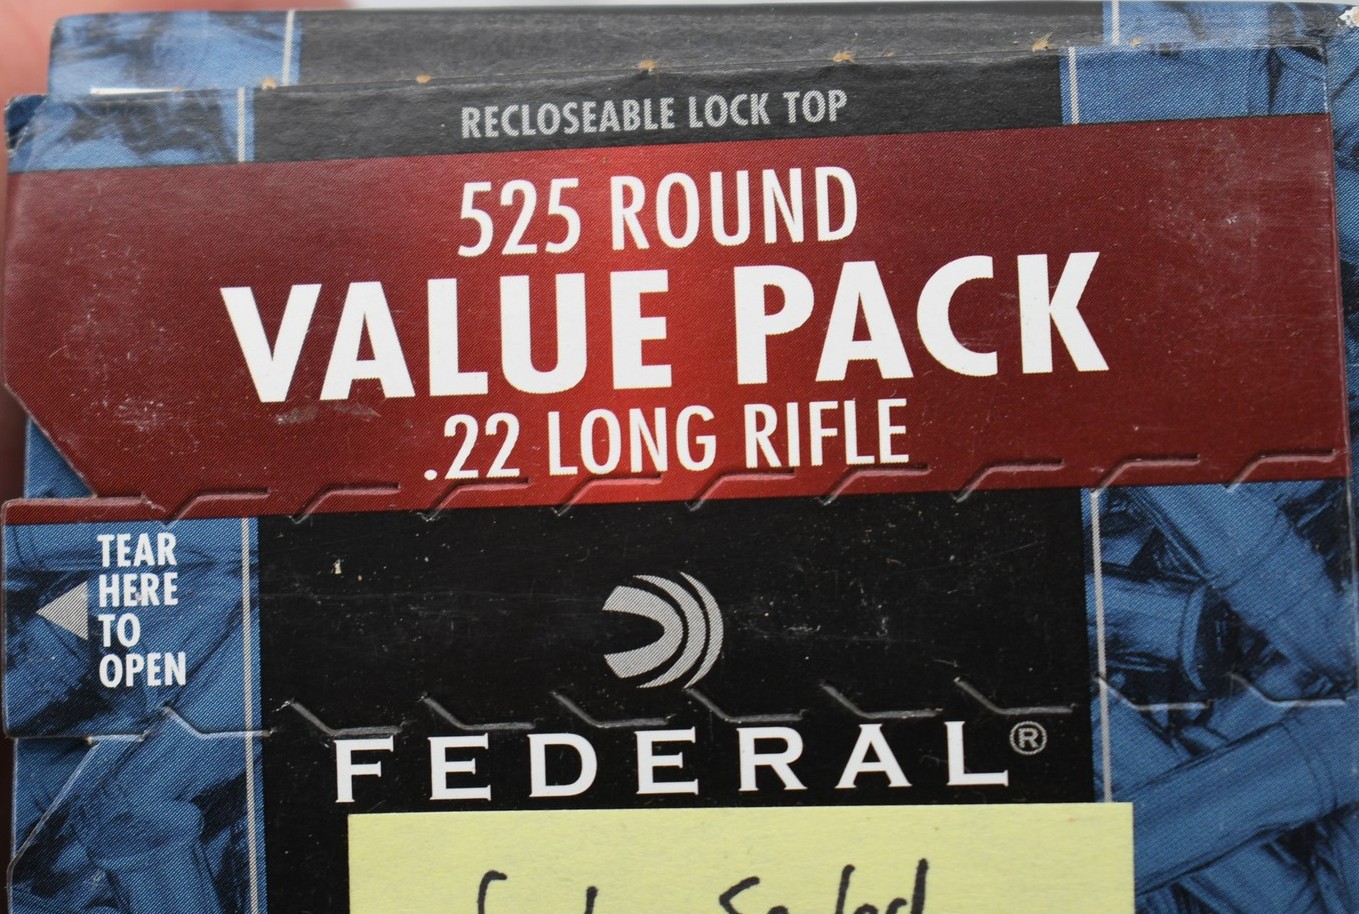 RECLOSEABLE LOCK TOP
525 ROUND
VALUE PACK
.22 LONG RIFLE
TEAR
HERE
TO
OPEN
FEDERAL®